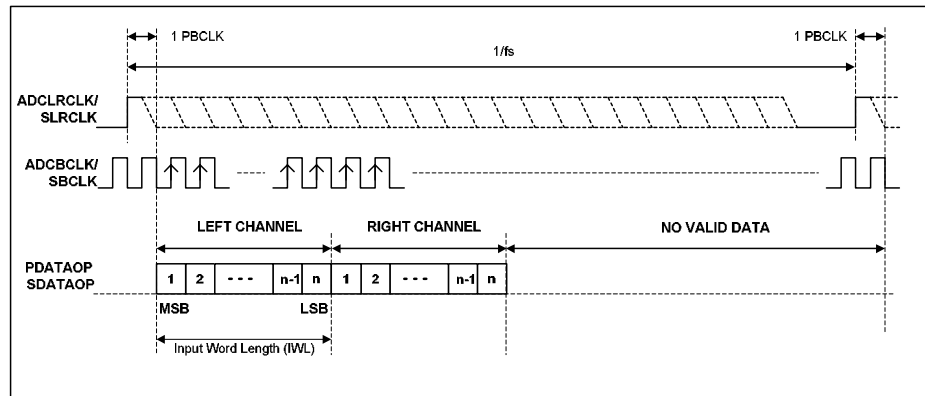 1 PBCLK
1 PBCLK
1/fs
ADCLRCLK/
SLRCLK
ADCBCLK/
SBCLK
LEFT CHANNEL
RIGHT CHANNEL
NO VALID DATA
PDATAOP
SDATAOP
1 2 - - - n-1 n 1 2 - - - n-1 n
MSB
LSB
Input Word Length (IWL)